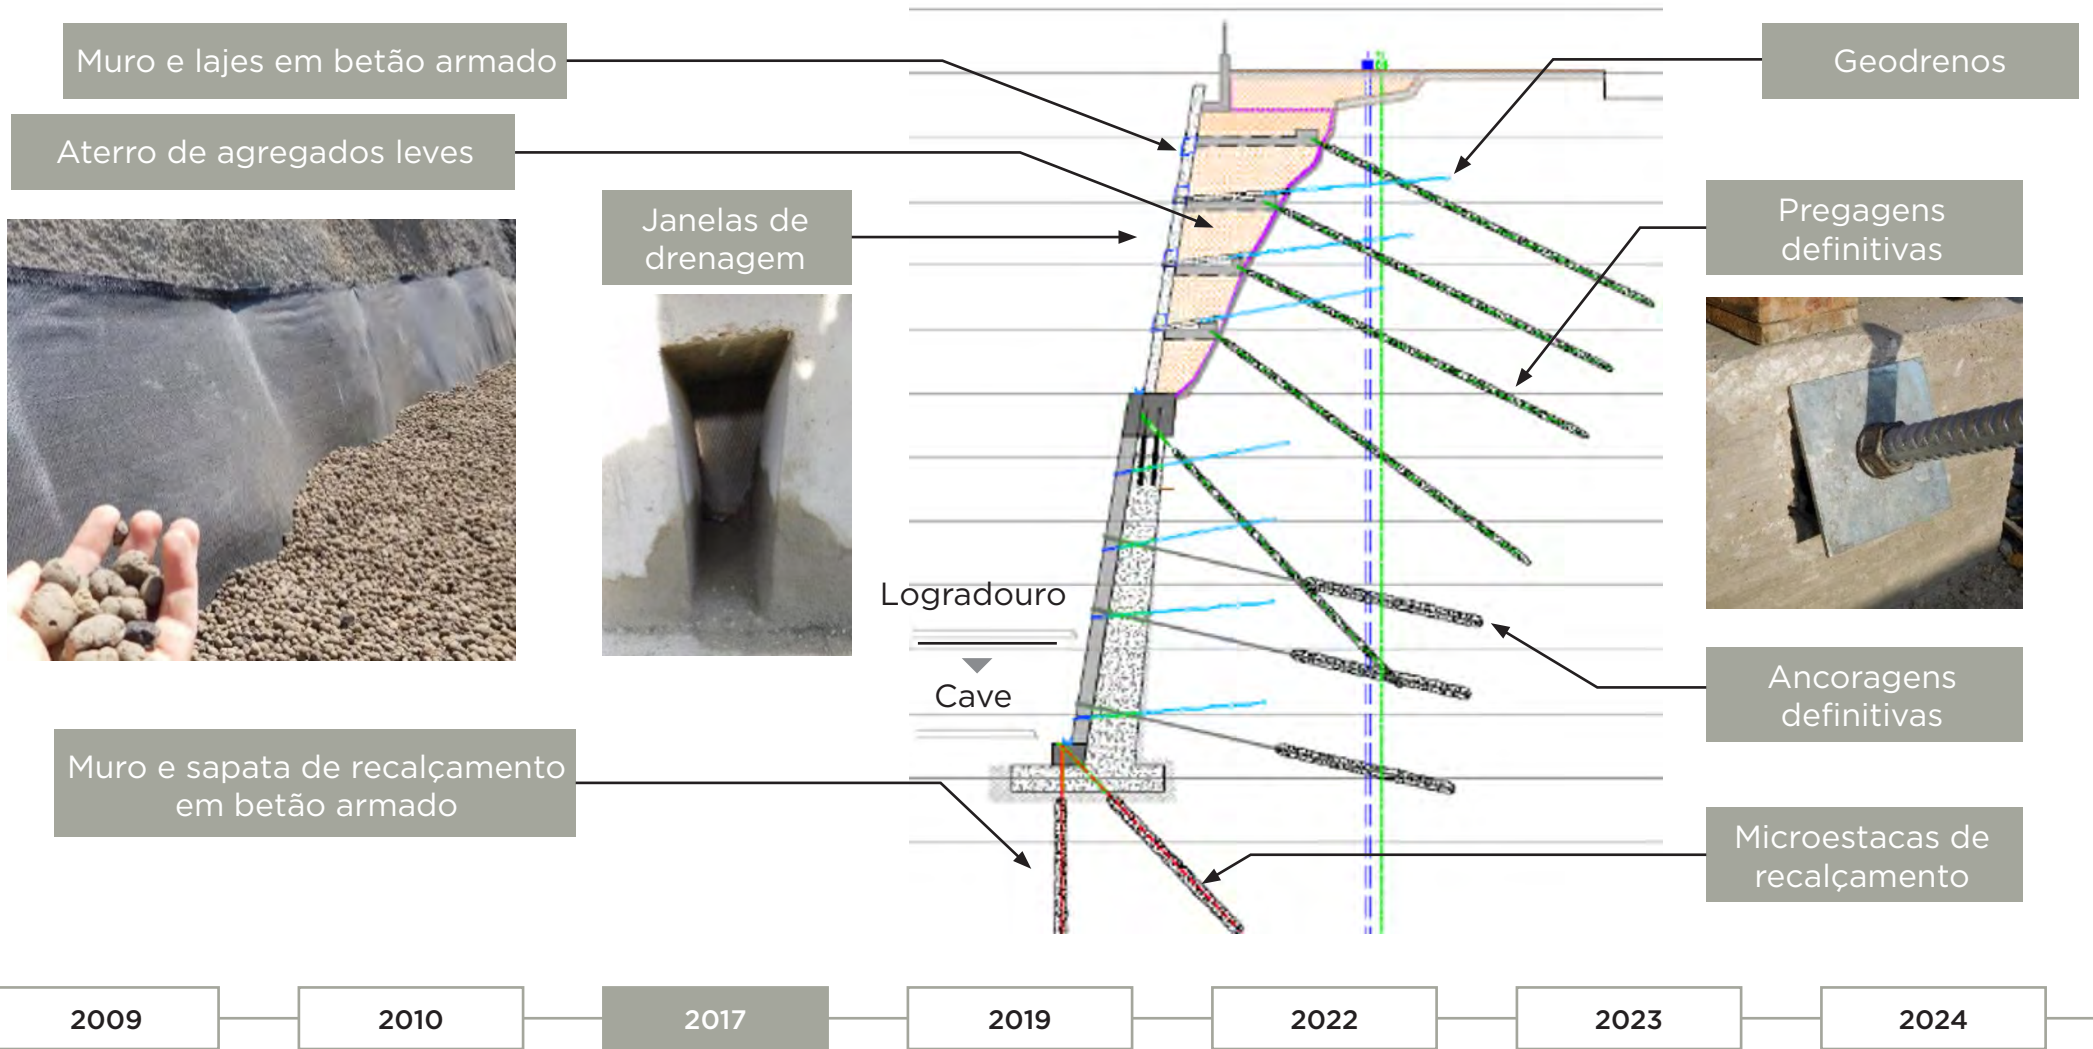 Muro e lajes em betão armado
Geodrenos
Aterro de agregados leves
Janelas de
drenagem
Pregagens
definitivas
Logradouro
Cave
Ancoragens
definitivas
Muro e sapata de recalçamento
em betão armado
Microestacas de
recalçamento
2009
2010
2017
2019
2022
2023
2024